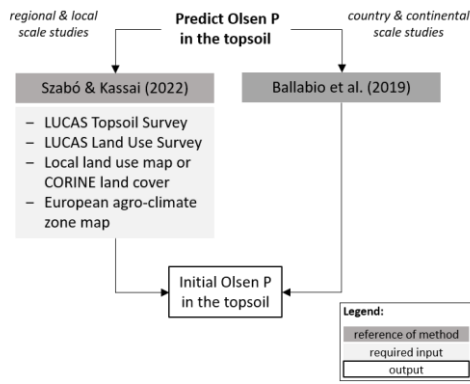 regional & local
scale studies
Predict Olsen P
in the topsoil
country & continental
scale studies
Szabó & Kassai (2022)
Ballabio et al. (2019)
– LUCAS Topsoil Survey
– LUCAS Land Use Survey
– Local land use map or
CORINE land cover
– European agro-climate
zone map
Initial Olsen P
in the topsoil
Legend:
reference of method
required input
output